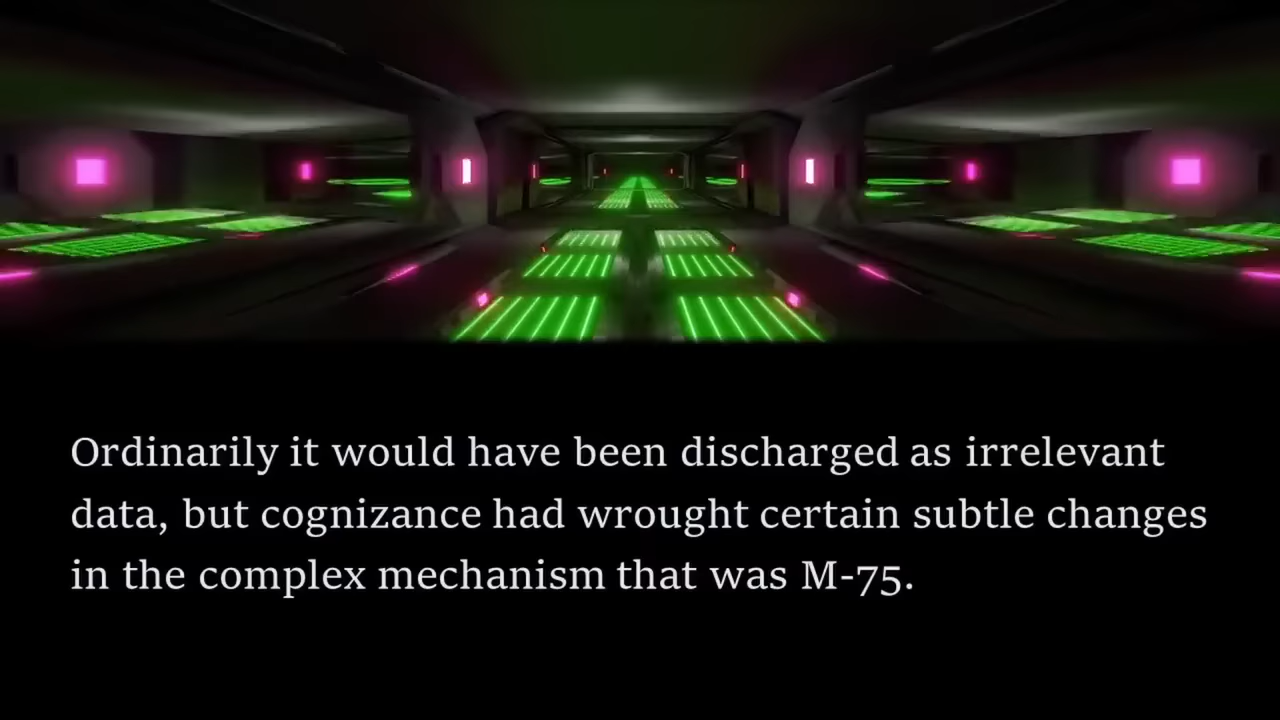 Ordinarily it would have been discharged as irrelevant
data, but cognizance had wrought certain subtle changes
in the complex mechanism that was M-75.